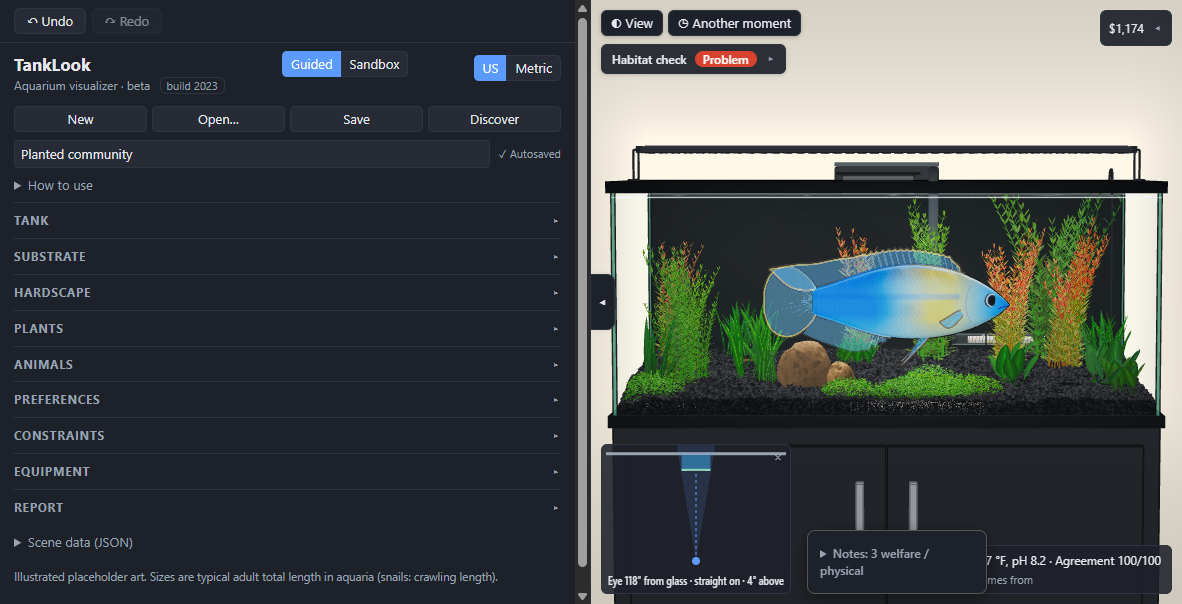 Undo
Redo
TankLook
Guided
Sandbox
US
Metric
Aquarium visualizer · beta
build 2023
New
Open...
Save
Discover
Planted community
✓ Autosaved
How to use
TANK
SUBSTRATE
HARDSCAPE
PLANTS
ANIMALS
PREFERENCES
CONSTRAINTS
EQUIPMENT
REPORT
Scene data (JSON)
Illustrated placeholder art. Sizes are typical adult total length in aquaria (snails: crawling length).
View
Another moment
$1,174
Habitat check
Problem
Eye 118" from glass · straight on · 4° above
Notes: 3 welfare /
physical
7 °F, pH 8.2 · Agreement 100/100
mes from